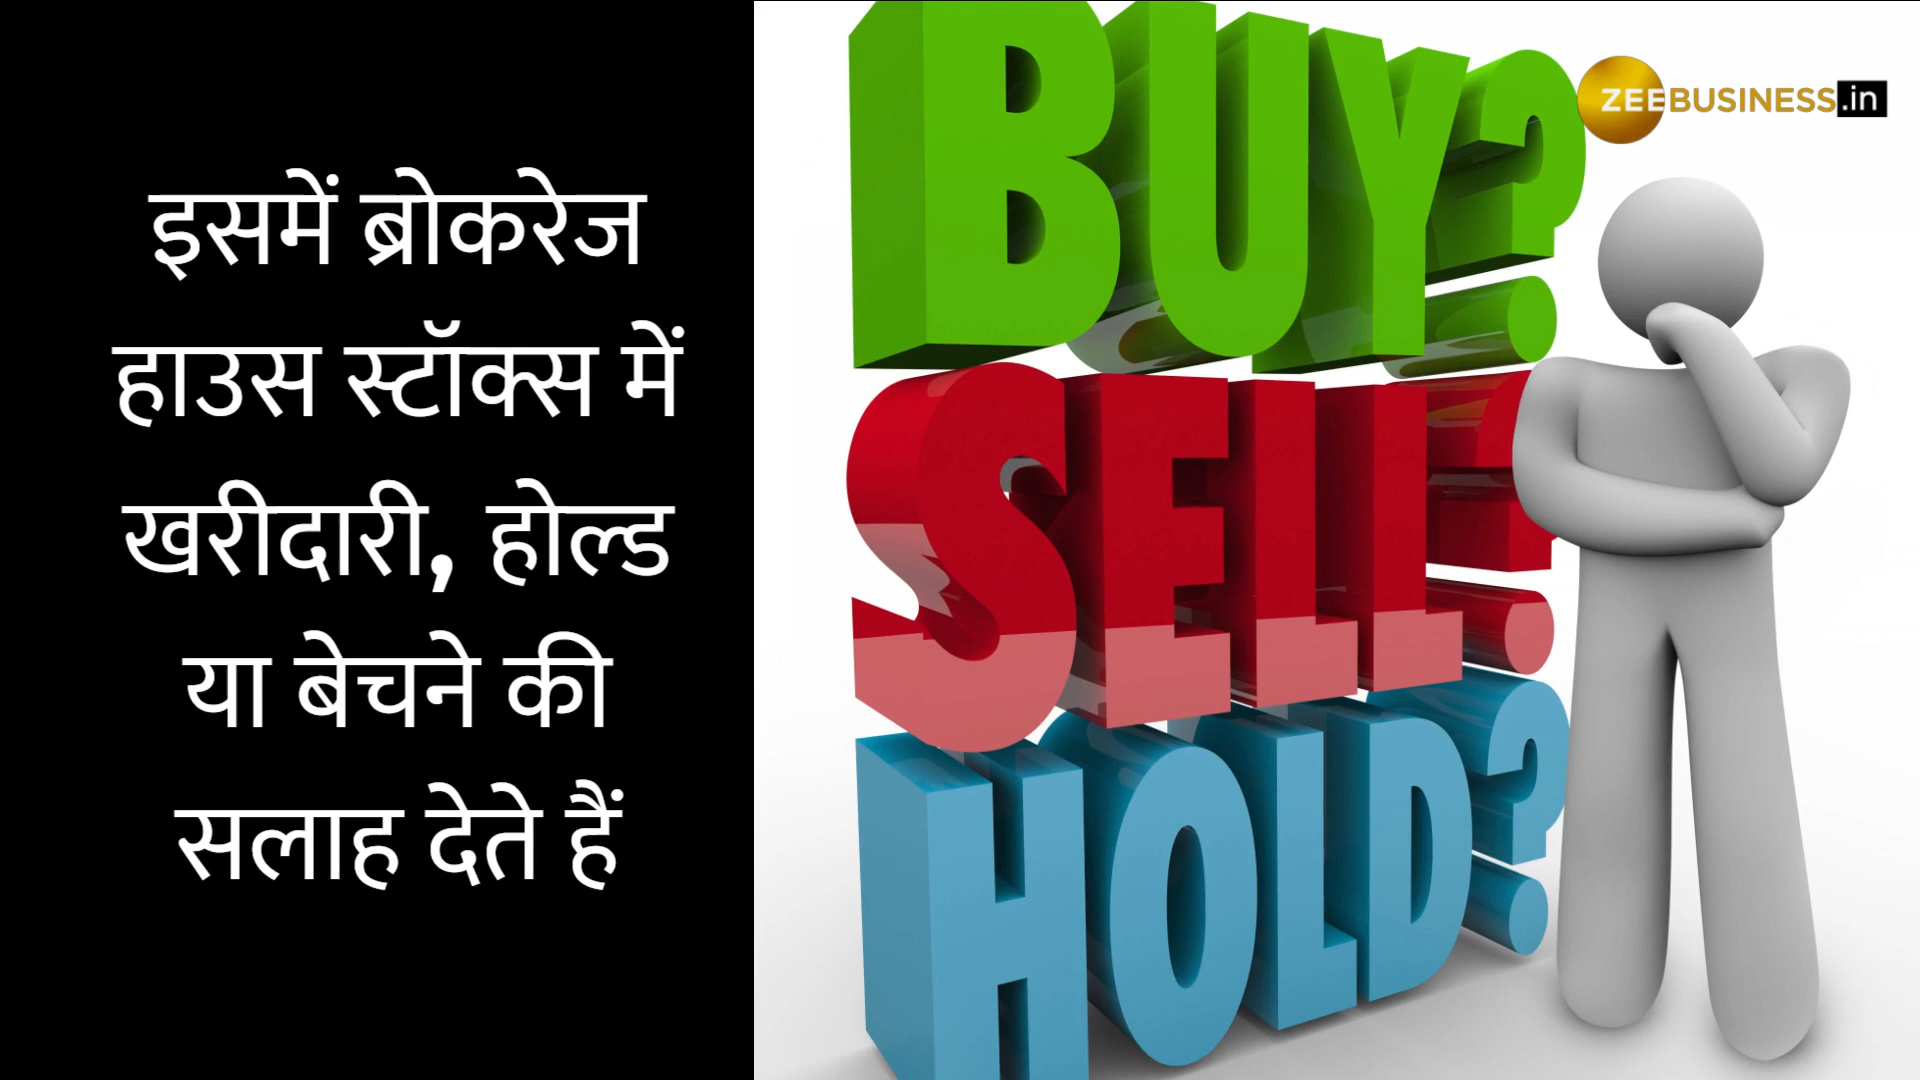 इसमें ब्रोकरेज
हाउस स्टॉक्स में
खरीदारी, होल्ड
या बेचने की
सलाह देते हैं
BUY?
SELL?
HOLD?
ZEEBUSINESS.in